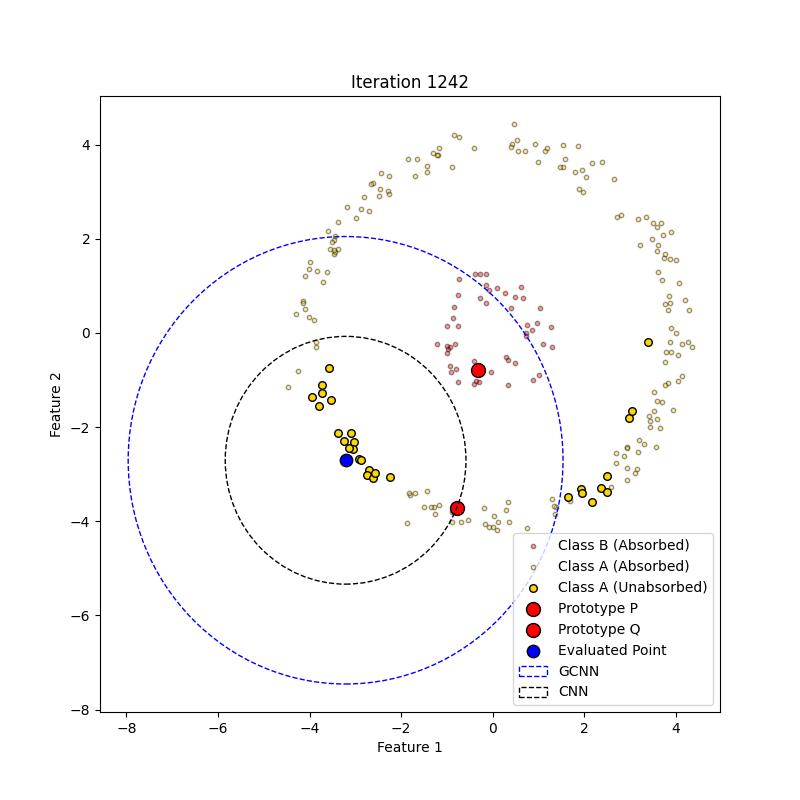 Iteration 1242
4
2
0
−2
−4
−6
−8
Feature 2
−8 −6 −4 −2 0 2 4
Feature 1
Class B (Absorbed)
Class A (Absorbed)
Class A (Unabsorbed)
Prototype P
Prototype Q
Evaluated Point
GCNN
CNN